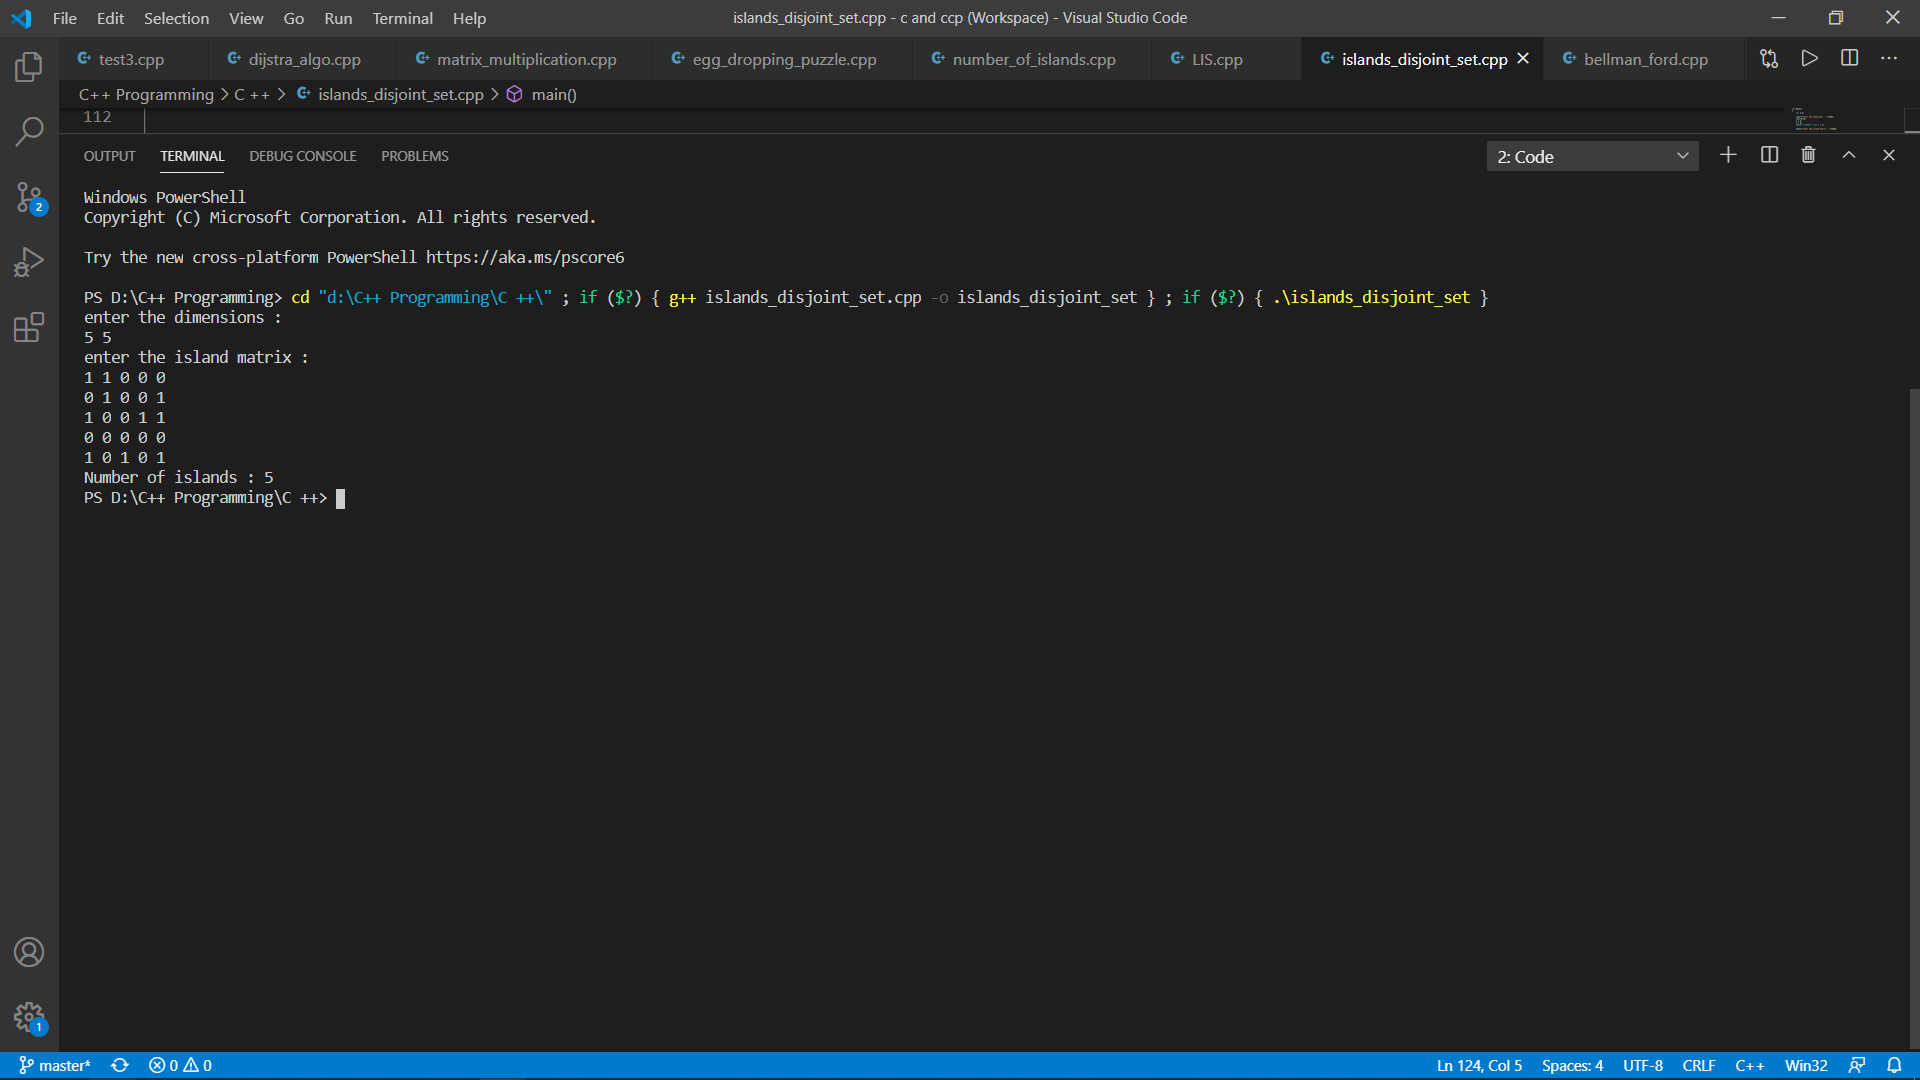 File Edit Selection View Go Run Terminal Help
islands_disjoint_set.cpp - c and ccp (Workspace) - Visual Studio Code
test3.cpp dijstra_algo.cpp matrix_multiplication.cpp egg_dropping_puzzle.cpp number_of_islands.cpp LIS.cpp islands_disjoint_set.cpp bellman_ford.cpp
C++ Programming > C ++ > islands_disjoint_set.cpp > main()
112
OUTPUT TERMINAL DEBUG CONSOLE PROBLEMS 2: Code
Windows PowerShell
Copyright (C) Microsoft Corporation. All rights reserved.
Try the new cross-platform PowerShell https://aka.ms/pscore6
PS D:\C++ Programming> cd "d:\C++ Programming\C ++\" ; if ($?) { g++ islands_disjoint_set.cpp -o islands_disjoint_set } ; if ($?) { .\islands_disjoint_set }
enter the dimensions :
5 5
enter the island matrix :
1 1 0 0 0
0 1 0 0 1
1 0 0 1 1
0 0 0 0 0
1 0 1 0 1
Number of islands : 5
PS D:\C++ Programming\C ++>
2
1
master* 0 0 Ln 124, Col 5 Spaces: 4 UTF-8 CRLF C++ Win32